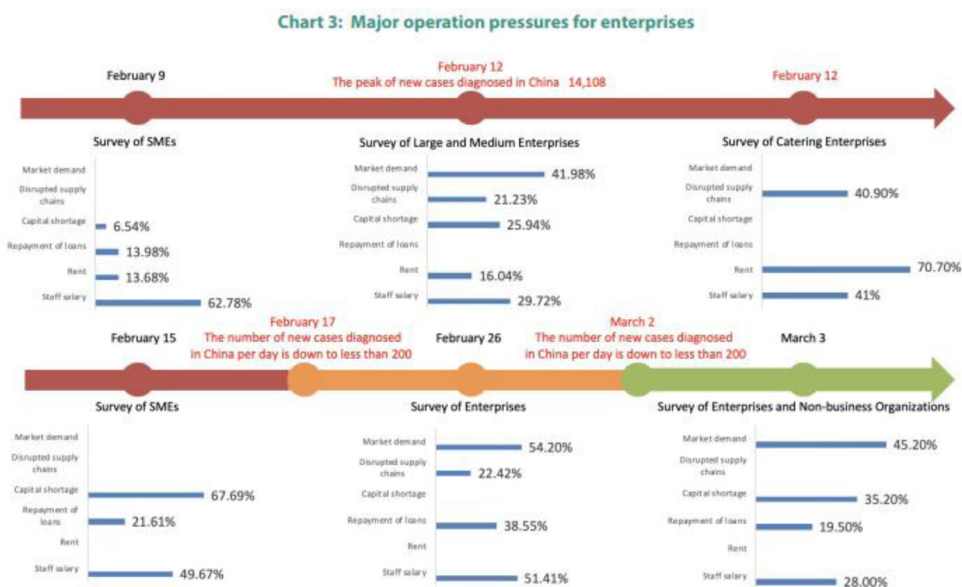 Chart 3: Major operation pressures for enterprises
February 9
February 12
The peak of new cases diagnosed in China 14,108
February 12
Survey of SMEs
Market demand
Disrupted supply
chains
Capital shortage
6.54%
Repayment of loans
13.98%
Rent
13.68%
Staff salary
62.78%
Survey of Large and Medium Enterprises
Market demand
41.98%
Disrupted supply
chains
21.23%
Capital shortage
25.94%
Repayment of loans
Rent
16.04%
Staff salary
29.72%
Survey of Catering Enterprises
Market demand
Disrupted supply
chains
40.90%
Capital shortage
Repayment of loans
Rent
70.70%
Staff salary
41%
February 15
February 17
The number of new cases diagnosed
in China per day is down to less than 200
February 26
March 2
The number of new cases diagnosed
in China per day is down to less than 200
March 3
Survey of SMEs
Market demand
Disrupted supply
chains
Capital shortage
67.69%
Repayment of
loans
21.61%
Rent
Staff salary
49.67%
Survey of Enterprises
Market demand
54.20%
Disrupted supply
chains
22.42%
Capital shortage
Repayment of loans
38.55%
Rent
Staff salary
51.41%
Survey of Enterprises and Non-business Organizations
Market demand
45.20%
Disrupted supply
chains
Capital shortage
35.20%
Repayment of loans
19.50%
Rent
Staff salary
28.00%